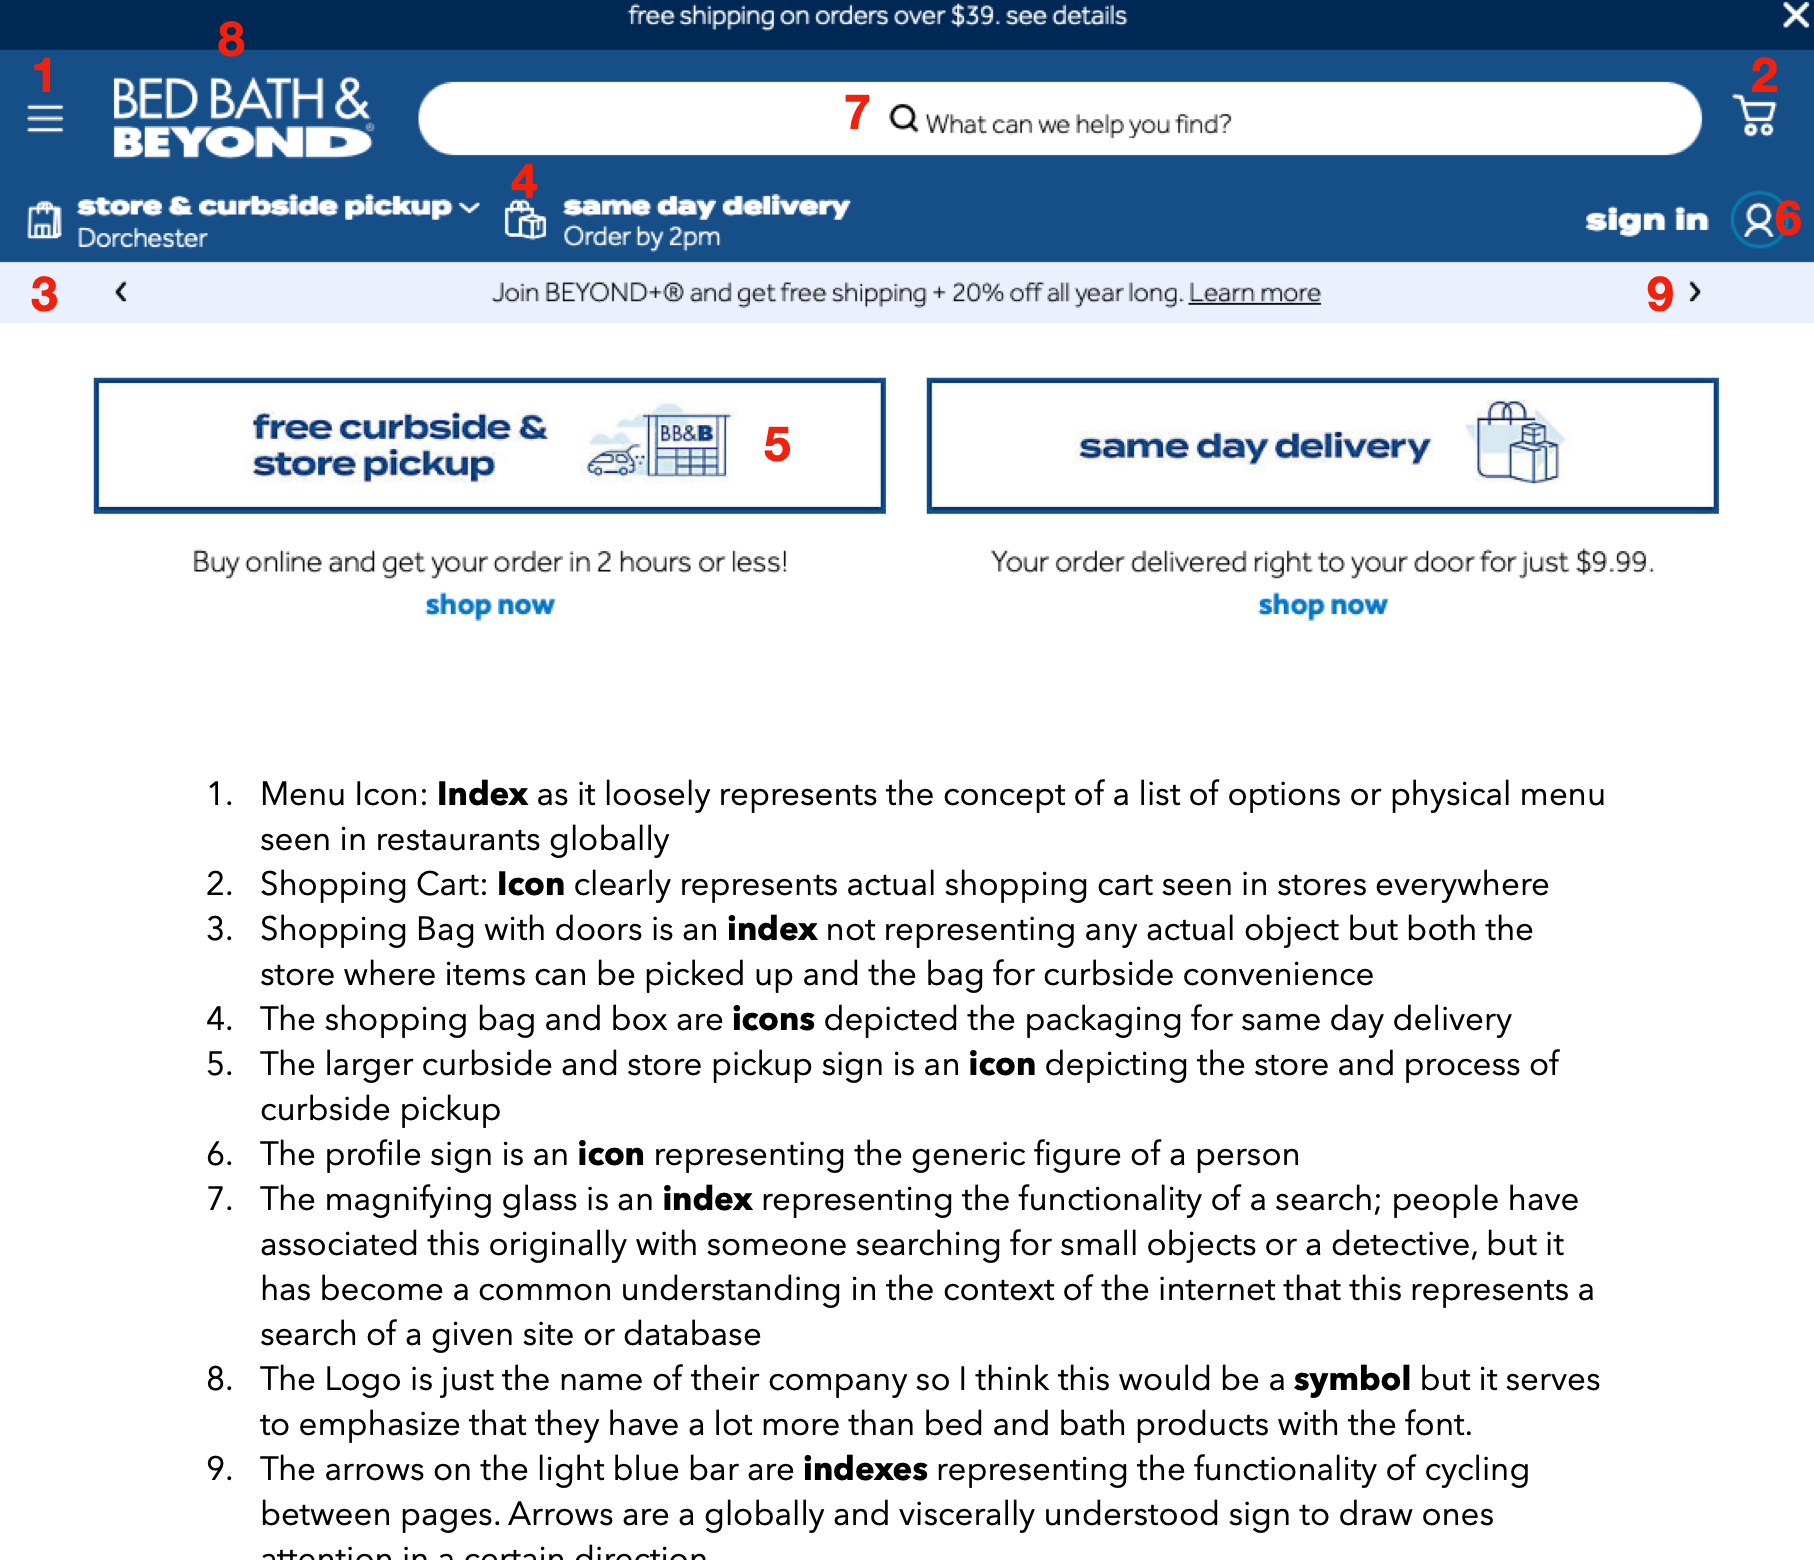 free shipping on orders over $39. see details
8
1
2
BED BATH &
BEYOND®
7 What can we help you find?
4
store & curbside pickup
Dorchester
same day delivery
Order by 2pm
sign in
6
3
Join BEYOND+® and get free shipping + 20% off all year long. Learn more
9
free curbside &
store pickup
BB&B
5
same day delivery
Buy online and get your order in 2 hours or less!
shop now
Your order delivered right to your door for just $9.99.
shop now
1. Menu Icon: Index as it loosely represents the concept of a list of options or physical menu
seen in restaurants globally
2. Shopping Cart: Icon clearly represents actual shopping cart seen in stores everywhere
3. Shopping Bag with doors is an index not representing any actual object but both the
store where items can be picked up and the bag for curbside convenience
4. The shopping bag and box are icons depicted the packaging for same day delivery
5. The larger curbside and store pickup sign is an icon depicting the store and process of
curbside pickup
6. The profile sign is an icon representing the generic figure of a person
7. The magnifying glass is an index representing the functionality of a search; people have
associated this originally with someone searching for small objects or a detective, but it
has become a common understanding in the context of the internet that this represents a
search of a given site or database
8. The Logo is just the name of their company so I think this would be a symbol but it serves
to emphasize that they have a lot more than bed and bath products with the font.
9. The arrows on the light blue bar are indexes representing the functionality of cycling
between pages. Arrows are a globally and viscerally understood sign to draw ones
attention in a certain direction